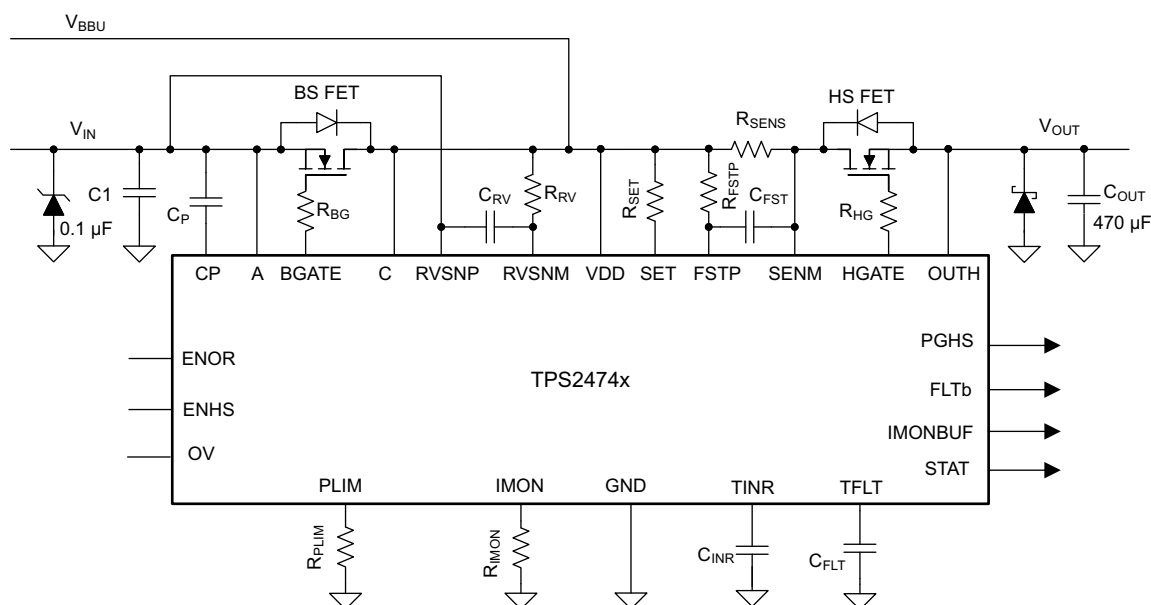 VBBU
BS FET
HS FET
VIN
RSENS
VOUT
C1
0.1 µF
CP
RBG
CRV
RRV
RSET
RFSTP
CFST
RHG
COUT
470 µF
CP
A
BGATE
C
RVSNP
RVSNM
VDD
SET
FSTP
SENM
HGATE
OUTH
ENOR
ENHS
OV
TPS2474x
PGHS
FLTb
IMONBUF
STAT
PLIM
IMON
GND
TINR
TFLT
RPLIM
RIMON
CINR
CFLT